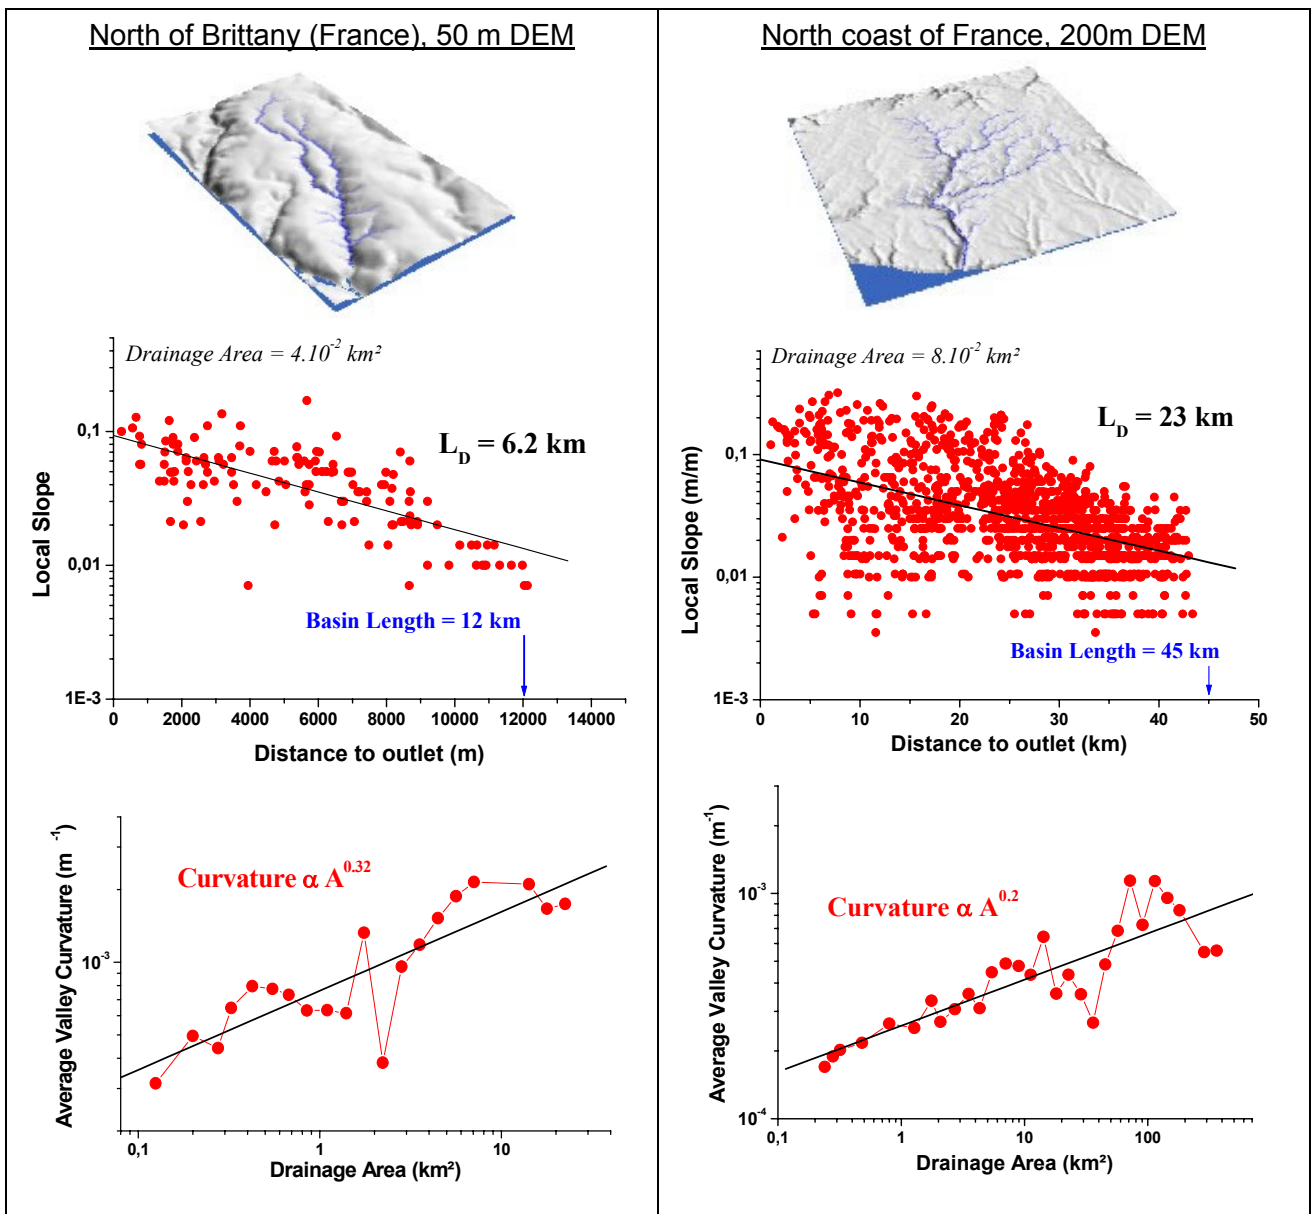 North of Brittany (France), 50 m DEM
Drainage Area = 4.10⁻² km²
L_D = 6.2 km
Basin Length = 12 km
0,1
0,01
1E-3
Local Slope
0 2000 4000 6000 8000 10000 12000 14000
Distance to outlet (m)
Curvature α A^0.32
10⁻³
Average Valley Curvature (m⁻¹)
0,1 1 10
Drainage Area (km²)
North coast of France, 200m DEM
Drainage Area = 8.10⁻² km²
L_D = 23 km
Basin Length = 45 km
0,1
0,01
1E-3
Local Slope (m/m)
0 10 20 30 40 50
Distance to outlet (km)
Curvature α A^0.2
10⁻³
10⁻⁴
Average Valley Curvature (m⁻¹)
0,1 1 10 100
Drainage Area (km²)